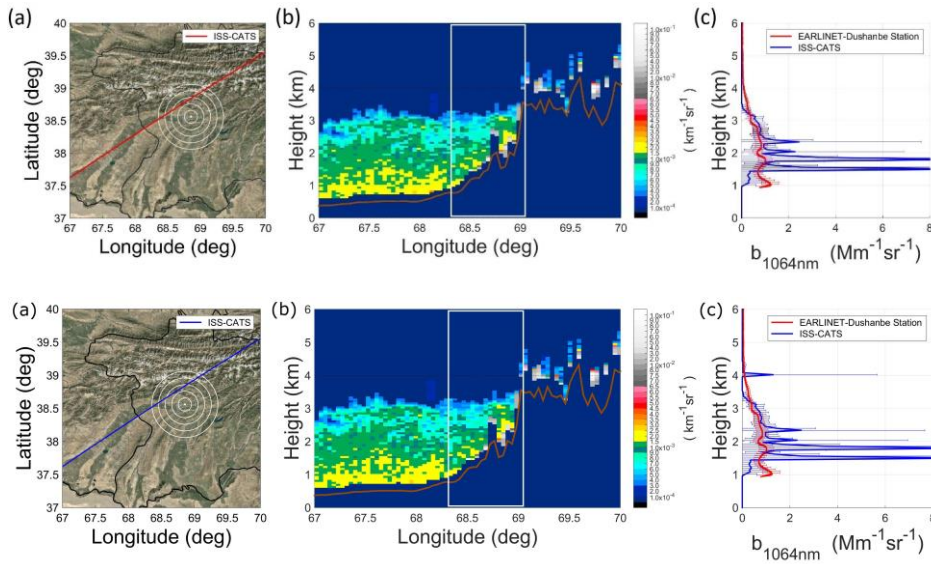 (a)
ISS-CATS
40
39.5
39
38.5
38
37.5
37
67 67.5 68 68.5 69 69.5 70
Latitude (deg)
Longitude (deg)
(b)
6
5
4
3
2
1
0
67 67.5 68 68.5 69 69.5 70
Height (km)
Longitude (deg)
(km-1sr-1)
(c)
EARLINET-Dushanbe Station
ISS-CATS
6
5
4
3
2
1
0
0 2 4 6 8
Height (km)
b1064nm (Mm-1sr-1)
(a)
ISS-CATS
40
39.5
39
38.5
38
37.5
37
67 67.5 68 68.5 69 69.5 70
Latitude (deg)
Longitude (deg)
(b)
6
5
4
3
2
1
0
67 67.5 68 68.5 69 69.5 70
Height (km)
Longitude (deg)
(km-1sr-1)
(c)
EARLINET-Dushanbe Station
ISS-CATS
6
5
4
3
2
1
0
0 2 4 6 8
Height (km)
b1064nm (Mm-1sr-1)